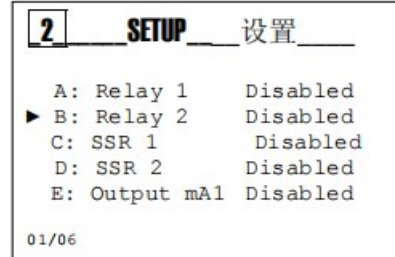 2 SETUP 设置
A: Relay 1 Disabled
► B: Relay 2 Disabled
C: SSR 1 Disabled
D: SSR 2 Disabled
E: Output mA1 Disabled
01/06